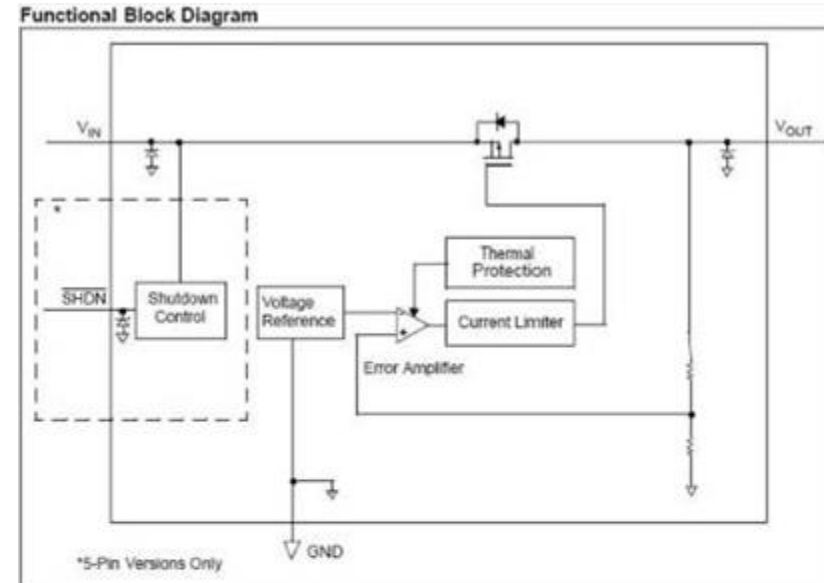 Functional Block Diagram
VIN
VOUT
*
SHDN
Shutdown
Control
Voltage
Reference
Thermal
Protection
Current Limiter
-
+
Error Amplifier
GND
*5-Pin Versions Only